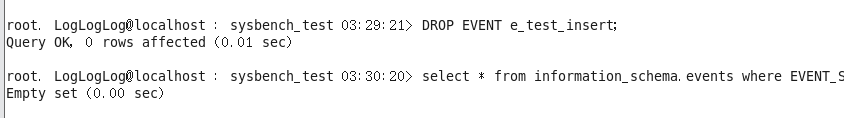 root. LogLogLog@localhost : sysbench_test 03:29:21> DROP EVENT e_test_insert;
Query OK, 0 rows affected (0.01 sec)
root. LogLogLog@localhost : sysbench_test 03:30:20> select * from information_schema.events where EVENT_S
Empty set (0.00 sec)